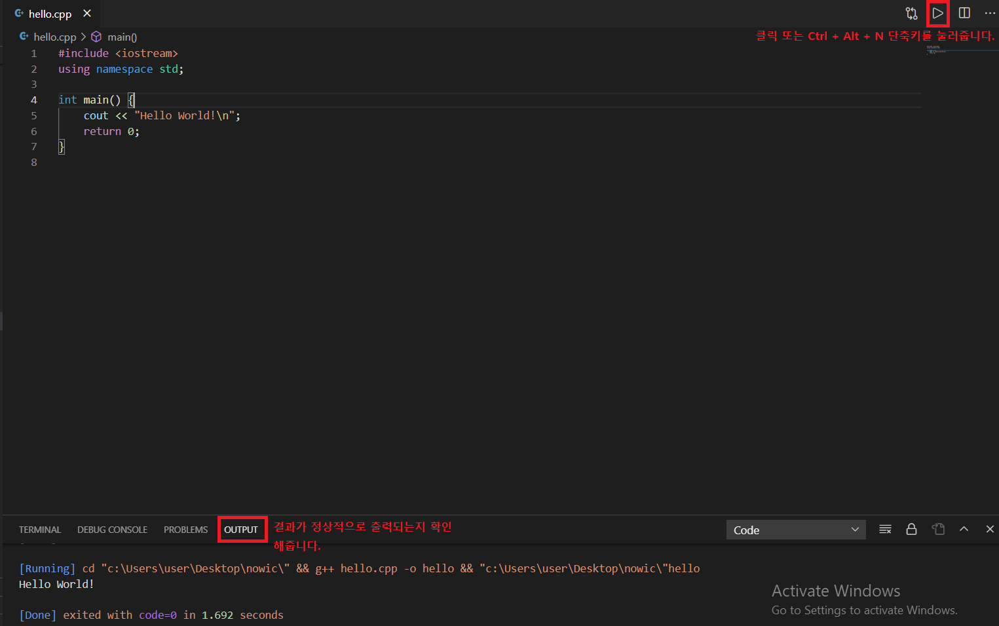 hello.cpp
hello.cpp > main()
클릭 또는 Ctrl + Alt + N 단축키를 눌러줍니다.
1 #include <iostream>
2 using namespace std;
3
4 int main() {
5     cout << "Hello World!\n";
6     return 0;
7 }
8
TERMINAL DEBUG CONSOLE PROBLEMS OUTPUT 결과가 정상적으로 출력되는지 확인 Code
해줍니다.
[Running] cd "c:\Users\user\Desktop\nowic\" && g++ hello.cpp -o hello && "c:\Users\user\Desktop\nowic\"hello
Hello World!
Activate Windows
Go to Settings to activate Windows.
[Done] exited with code=0 in 1.692 seconds